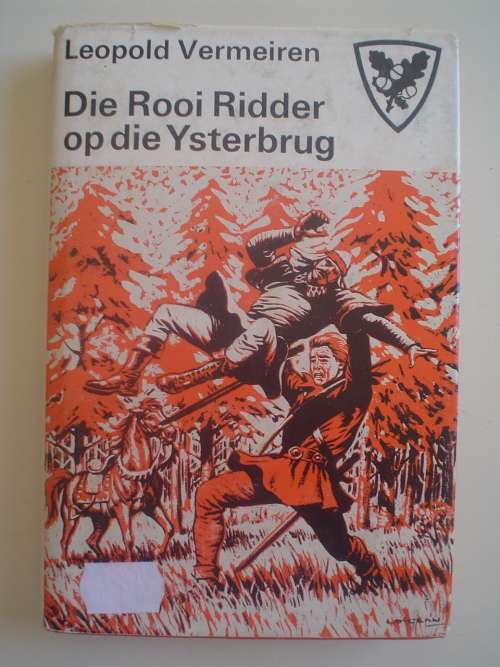 Leopold Vermeiren
Die Rooi Ridder
op die Ysterbrug